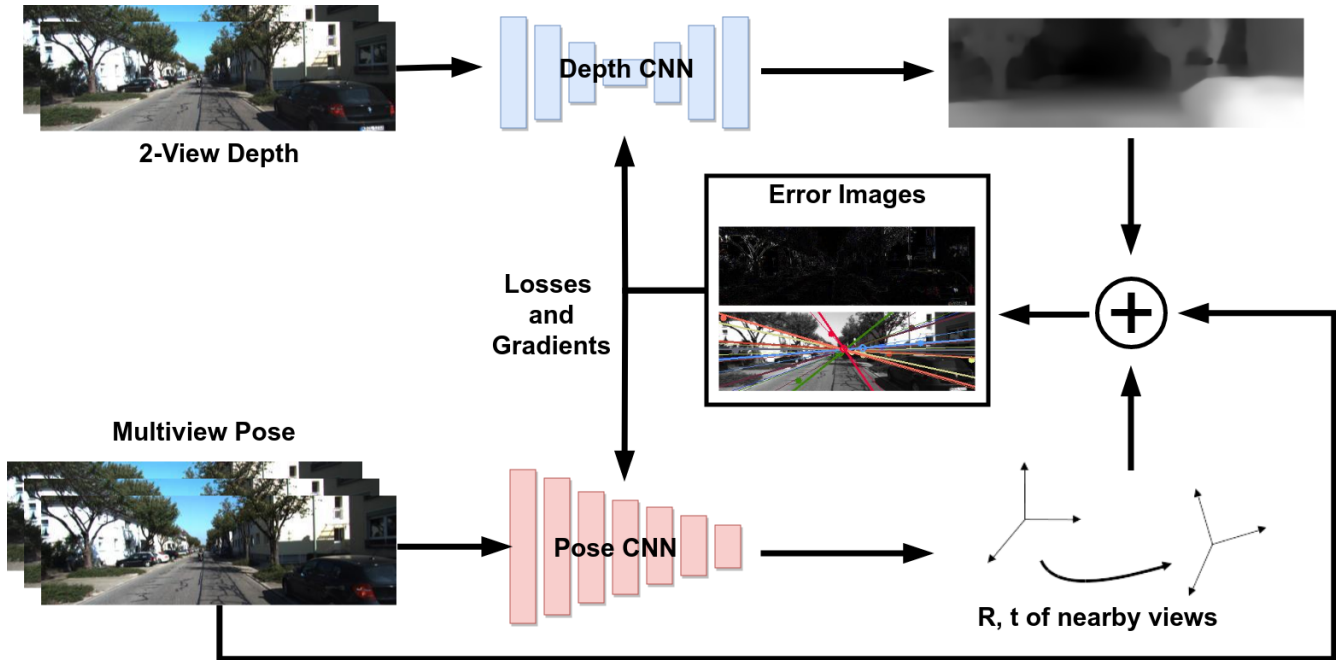 Depth CNN
2-View Depth
Error Images
Losses
and
Gradients
Multiview Pose
Pose CNN
R, t of nearby views